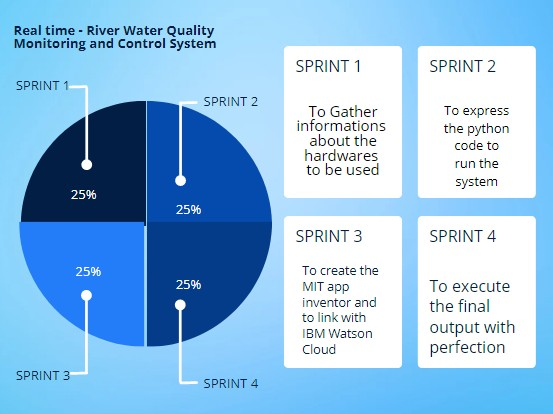 Real time - River Water Quality
Monitoring and Control System
SPRINT 1
SPRINT 2
25%
25%
25%
25%
SPRINT 3
SPRINT 4
SPRINT 1
To Gather
informations
about the
hardwares
to be used
SPRINT 2
To express
the python
code to
run the
system
SPRINT 3
To create the
MIT app
inventor and
to link with
IBM Watson
Cloud
SPRINT 4
To execute
the final
output with
perfection